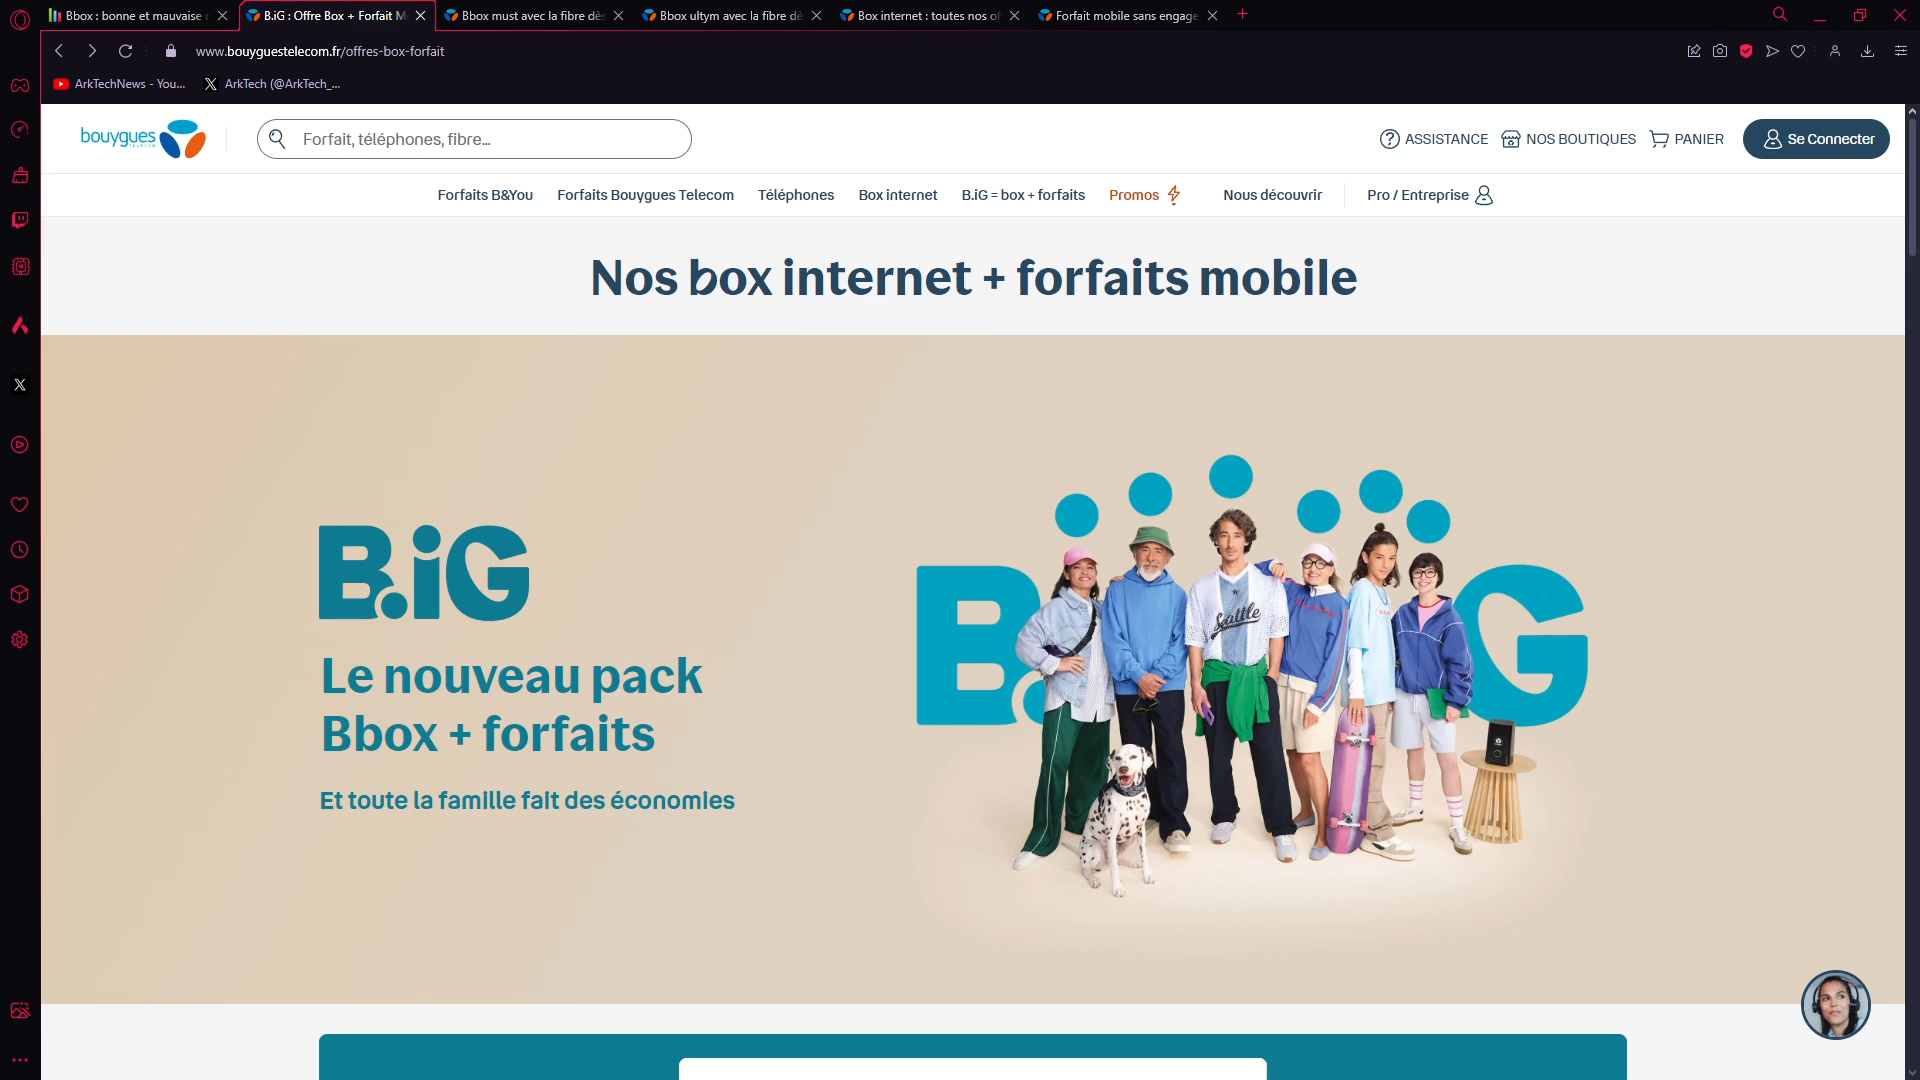 Bbox : bonne et mauvaise
B.iG : Offre Box + Forfait M
Bbox must avec la fibre dè
Bbox ultym avec la fibre dè
Box internet : toutes nos of
Forfait mobile sans engage
www.bouyguestelecom.fr/offres-box-forfait
ArkTechNews - You...
ArkTech (@ArkTech_...
bouygues
TELECOM
Forfait, téléphones, fibre...
ASSISTANCE
NOS BOUTIQUES
PANIER
Se Connecter
Forfaits B&You
Forfaits Bouygues Telecom
Téléphones
Box internet
B.iG = box + forfaits
Promos
Nous découvrir
Pro / Entreprise
Nos box internet + forfaits mobile
B.iG
Le nouveau pack
Bbox + forfaits
Et toute la famille fait des économies
B.
G
Seattle